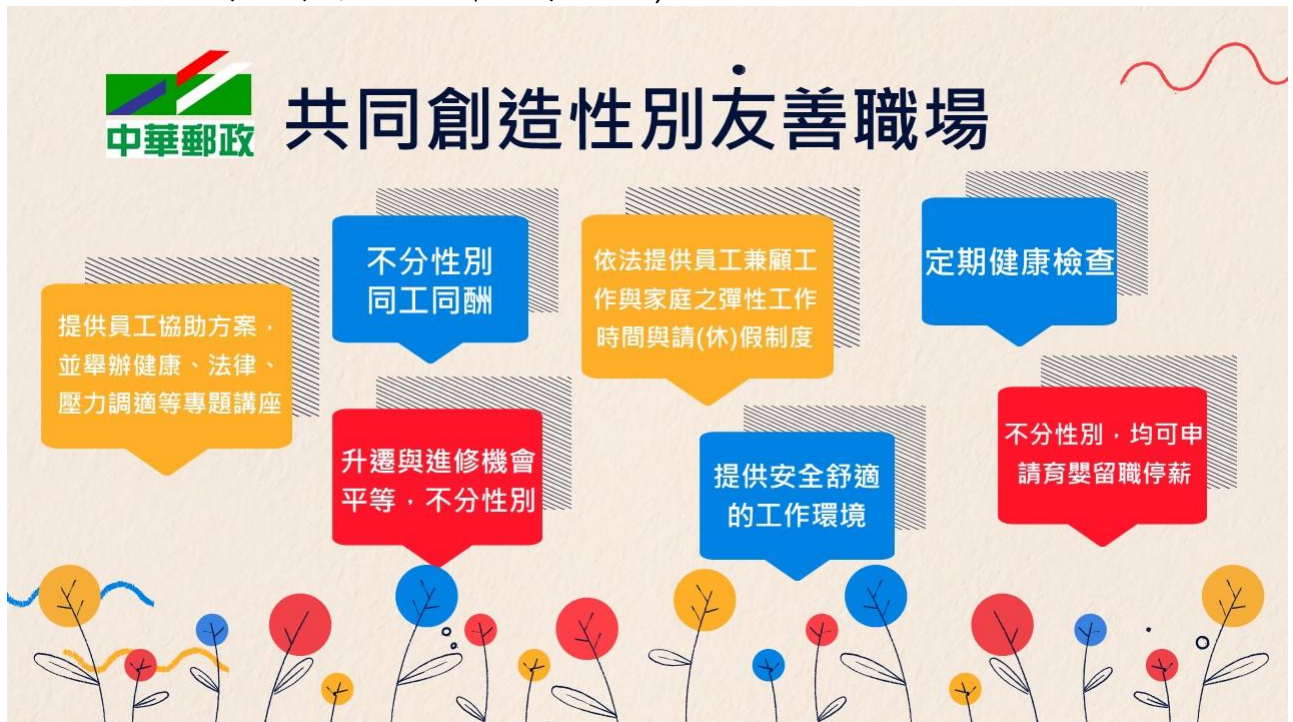 中華郵政
共同創造性別友善職場
提供員工協助方案，
並舉辦健康、法律、
壓力調適等專題講座
不分性別
同工同酬
升遷與進修機會
平等，不分性別
依法提供員工兼顧工
作與家庭之彈性工作
時間與請(休)假制度
提供安全舒適
的工作環境
定期健康檢查
不分性別，均可申
請育嬰留職停薪